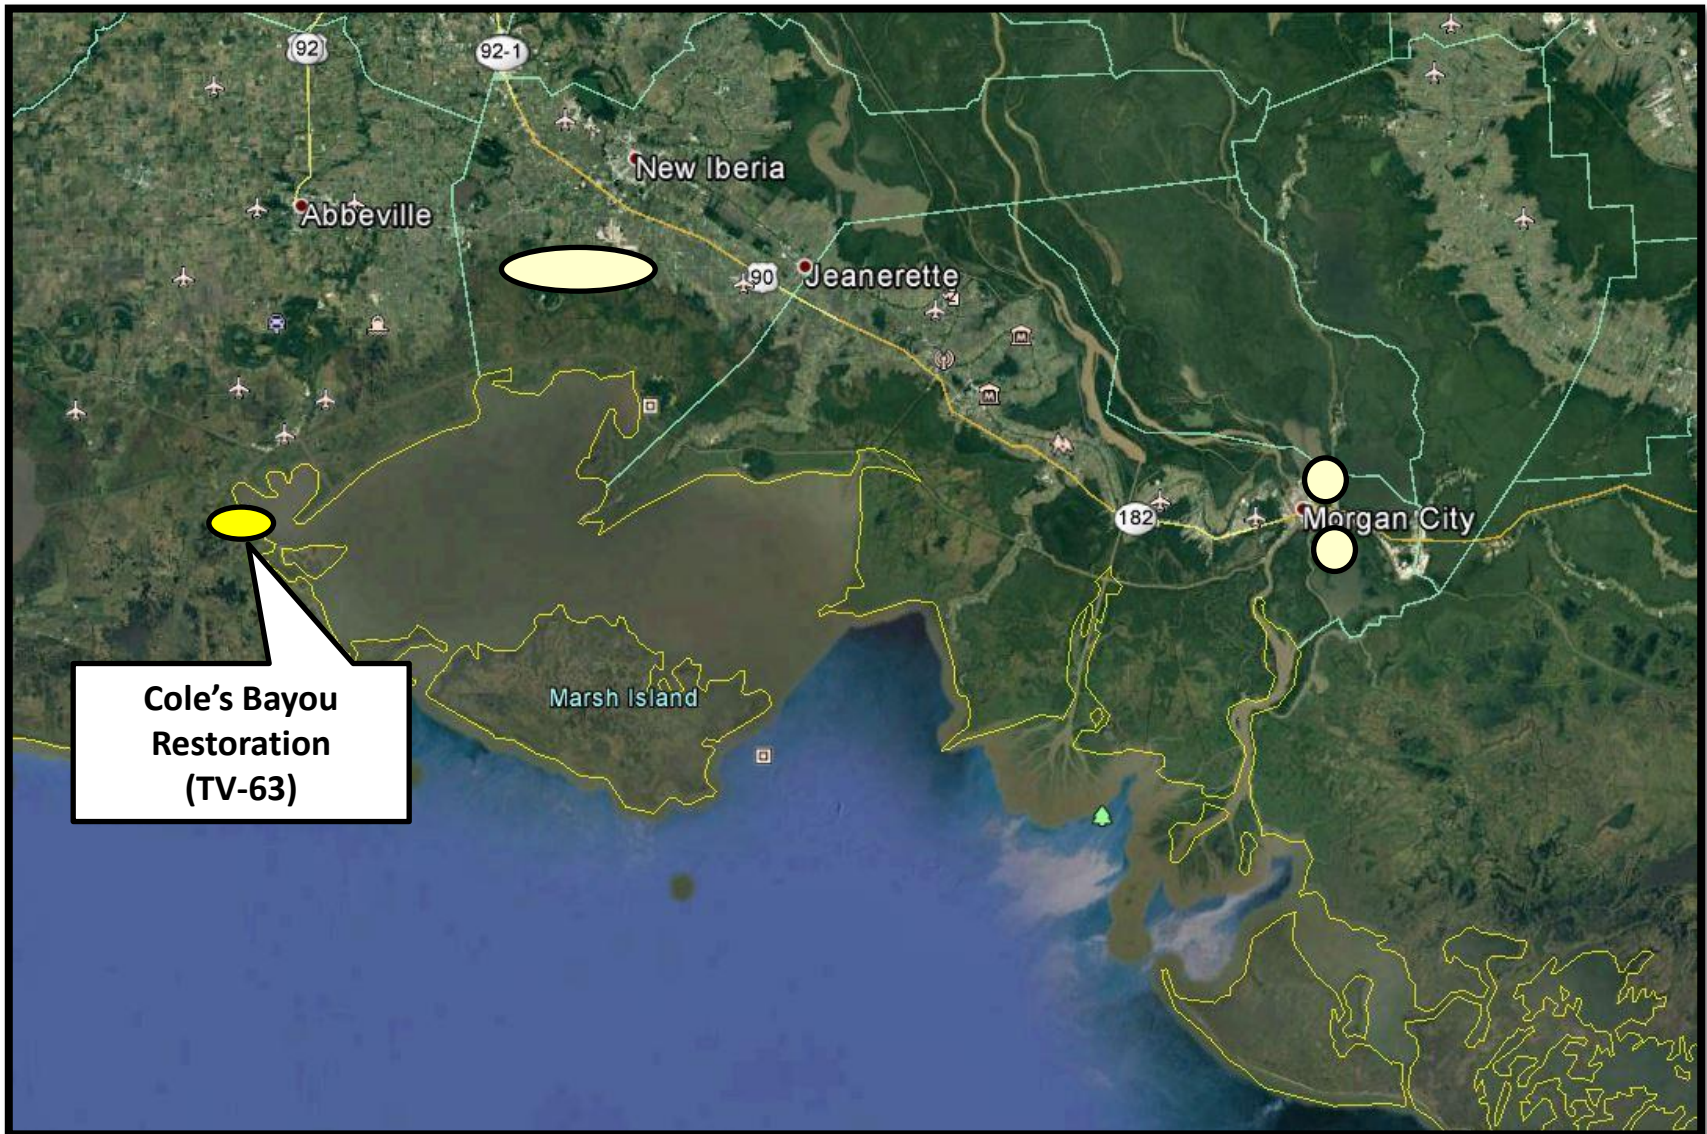 92
92-1
New Iberia
Abbeville
90
Jeanerette
182
Morgan City
Marsh Island
Cole's Bayou
Restoration
(TV-63)